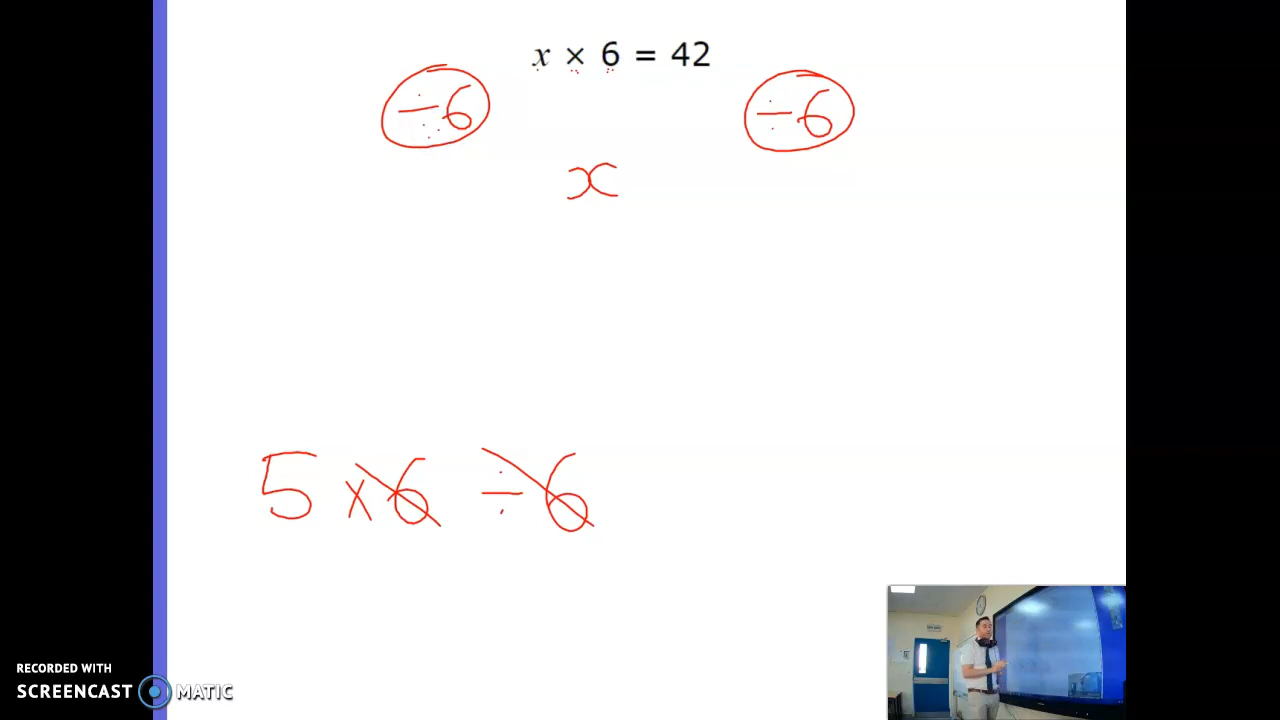 x × 6 = 42
÷6 ÷6
x
5 ×6 ÷6
RECORDED WITH
SCREENCAST MATIC